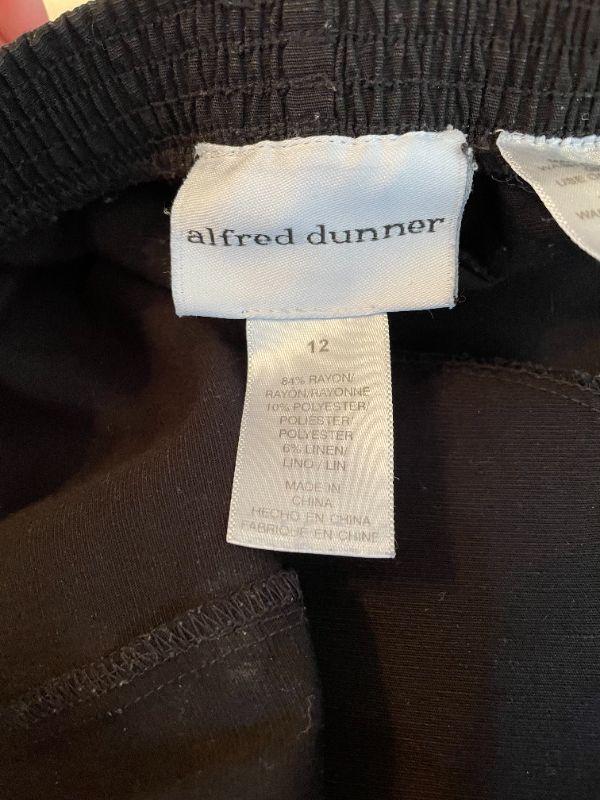 alfred dunner
12
84% RAYON/
RAYON/RAYONNE
10% POLYESTER/
POLIESTER/
POLYESTER
6% LINEN/
LINO / LIN
MADE IN
CHINA
HECHO EN CHINA
FABRIQUE EN CHINE
USE